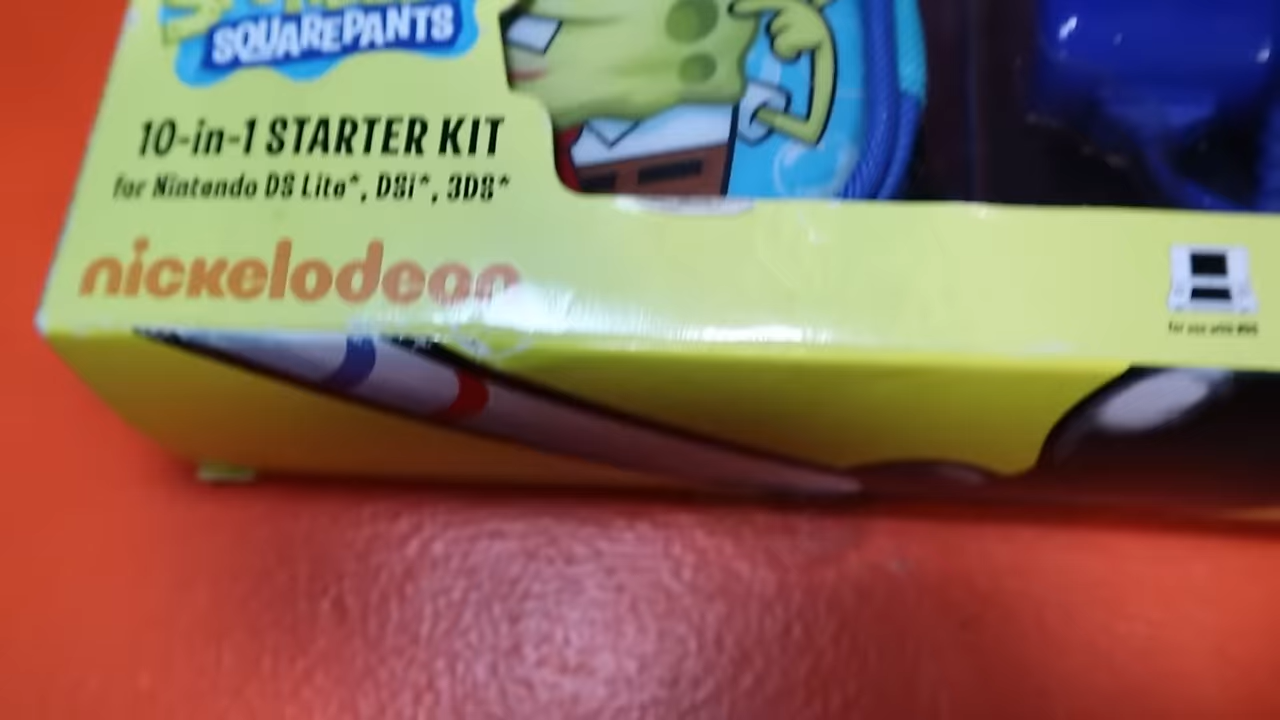 SQUAREPANTS
10-in-1 STARTER KIT
for Nintendo DS Lite*, DSi*, 3DS*
nickelodeon